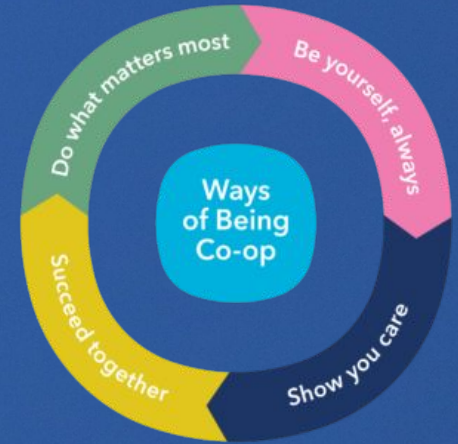 Ways
of Being
Co-op
Do what matters most
Be yourself, always
Show you care
Succeed together